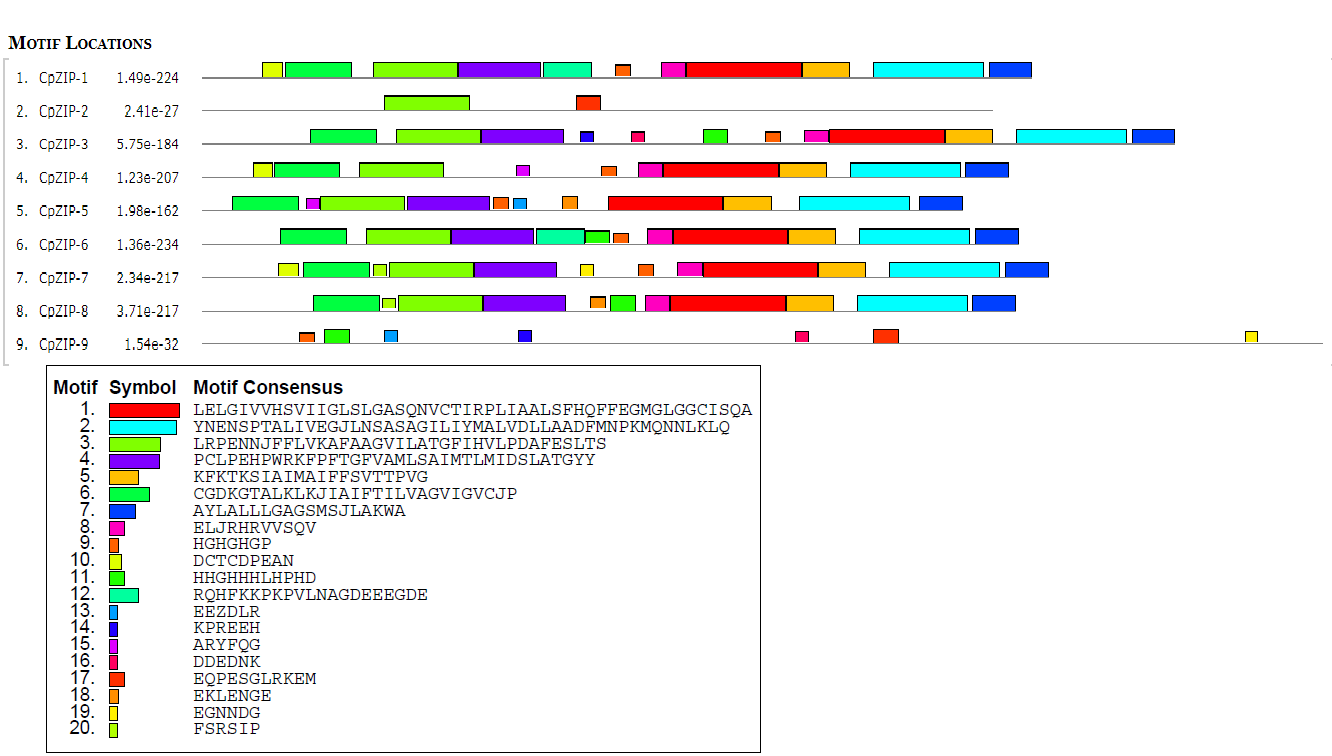 MOTIF LOCATIONS
1. CpZIP-1 1.49e-224
2. CpZIP-2 2.41e-27
3. CpZIP-3 5.75e-184
4. CpZIP-4 1.23e-207
5. CpZIP-5 1.98e-162
6. CpZIP-6 1.36e-234
7. CpZIP-7 2.34e-217
8. CpZIP-8 3.71e-217
9. CpZIP-9 1.54e-32
Motif Symbol Motif Consensus
1. LELGIVVHSVIIGLSLGASQNVCTIRPLIAALSFHQFFEGMGLGGCISQA
2. YNENSPTALIVEGJLNSASAGILIYMALVDLLAADFMNPKMQNNLKLQ
3. LRPENNJFFLVKAFAAGVILATGFIHVLPDAFESLTS
4. PCLPEHPWRKFPFTGFVAMLSAIMTLMIDSLATGYY
5. KFKTKSIAIMAIFFSVTTPVG
6. CGDKGTALKLKJIAIFTILVAGVIGVCJP
7. AYLALLLGAGSMSJLAKWA
8. ELJRHRVVSQV
9. HGHGHGP
10. DCTCDPEAN
11. HHGHHHLHPHD
12. RQHFKKPKPVLNAGDEEEGDE
13. EEZDLR
14. KPREEH
15. ARYFQG
16. DDEDNK
17. EQPESGLRKEM
18. EKLENGE
19. EGNNDG
20. FSRSIP